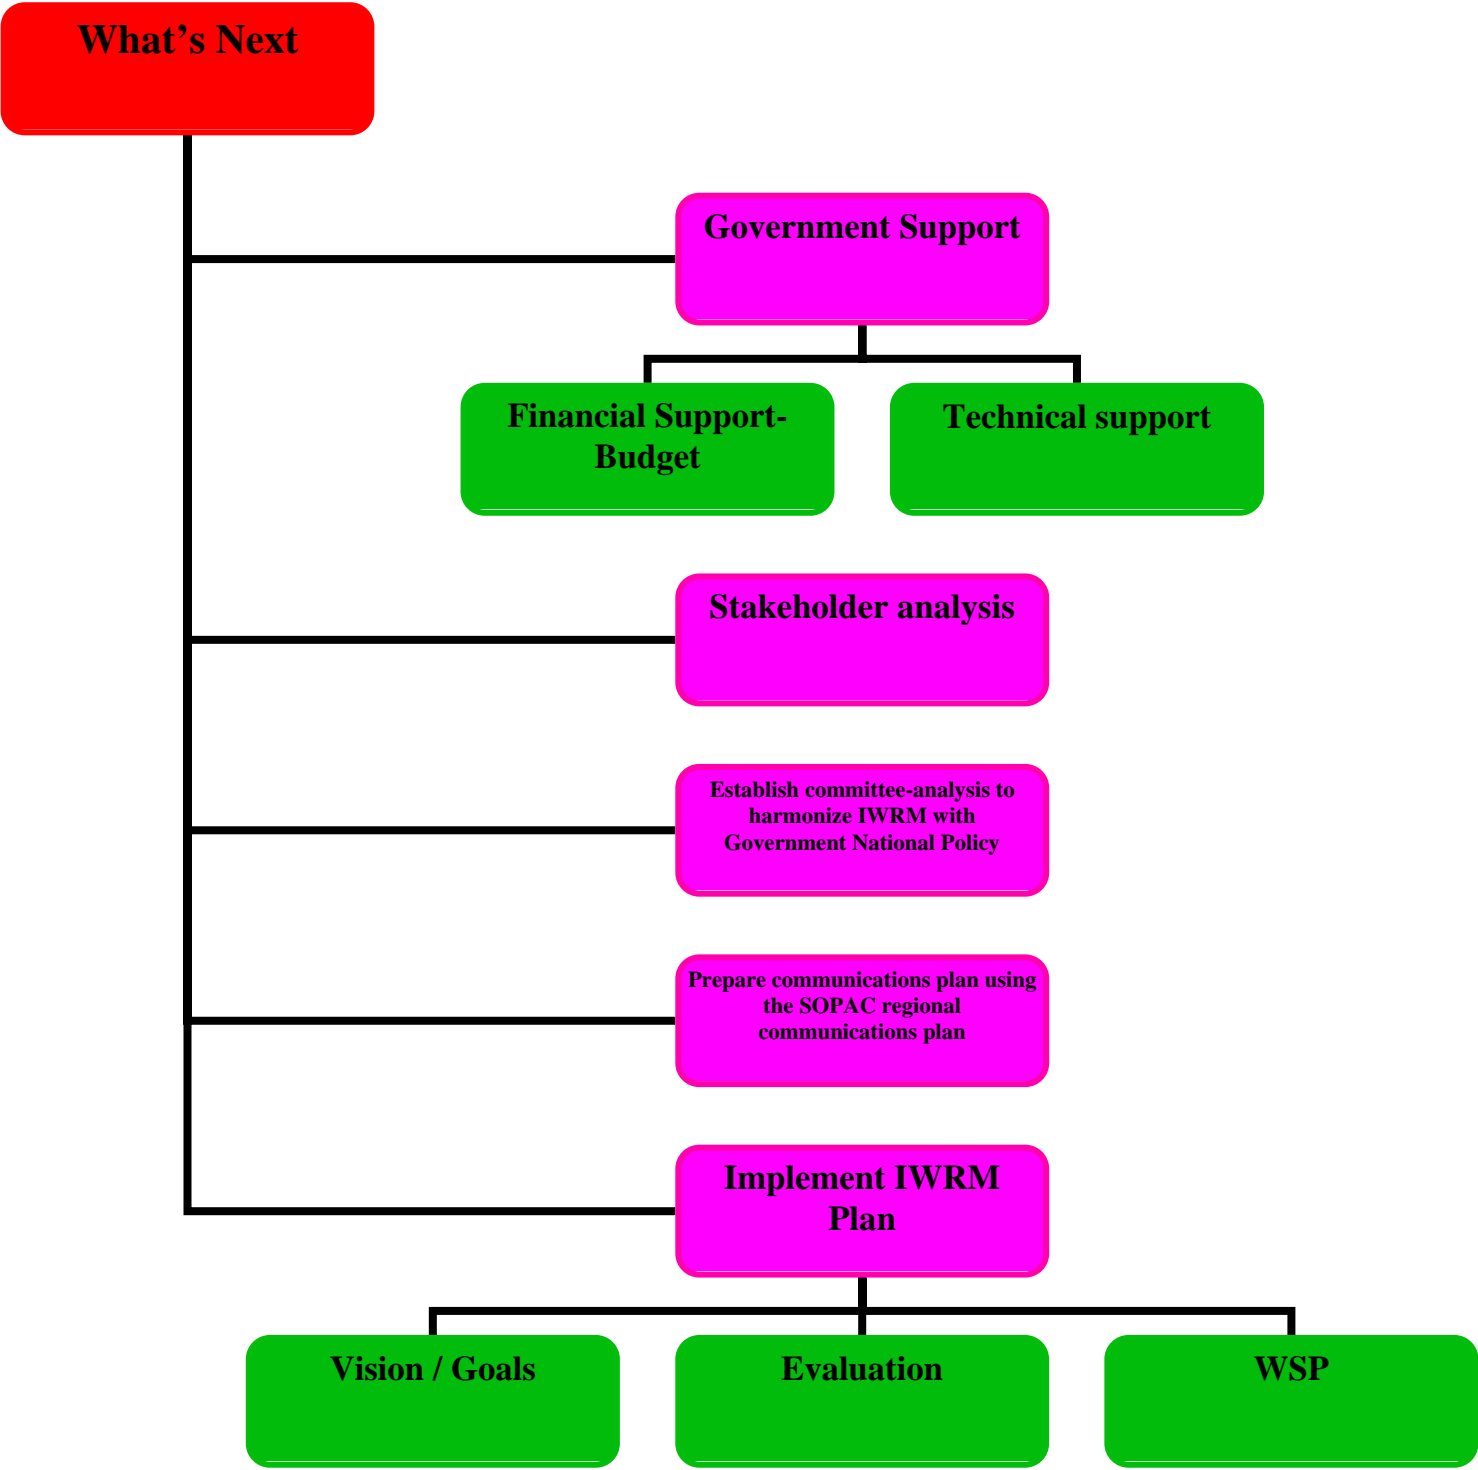 What’s Next
Government Support
Financial Support-
Budget
Technical support
Stakeholder analysis
Establish committee-analysis to
harmonize IWRM with
Government National Policy
Prepare communications plan using
the SOPAC regional
communications plan
Implement IWRM
Plan
Vision / Goals
Evaluation
WSP